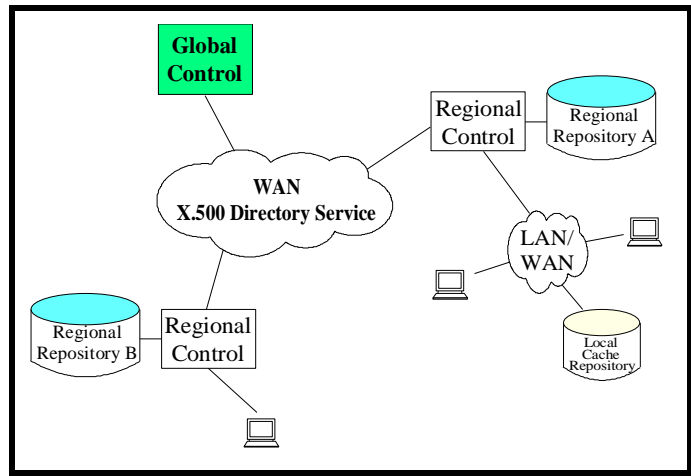 Global
Control
Regional
Control
Regional
Repository A
WAN
X.500 Directory Service
LAN/
WAN
Regional
Repository B
Regional
Control
Local
Cache
Repository